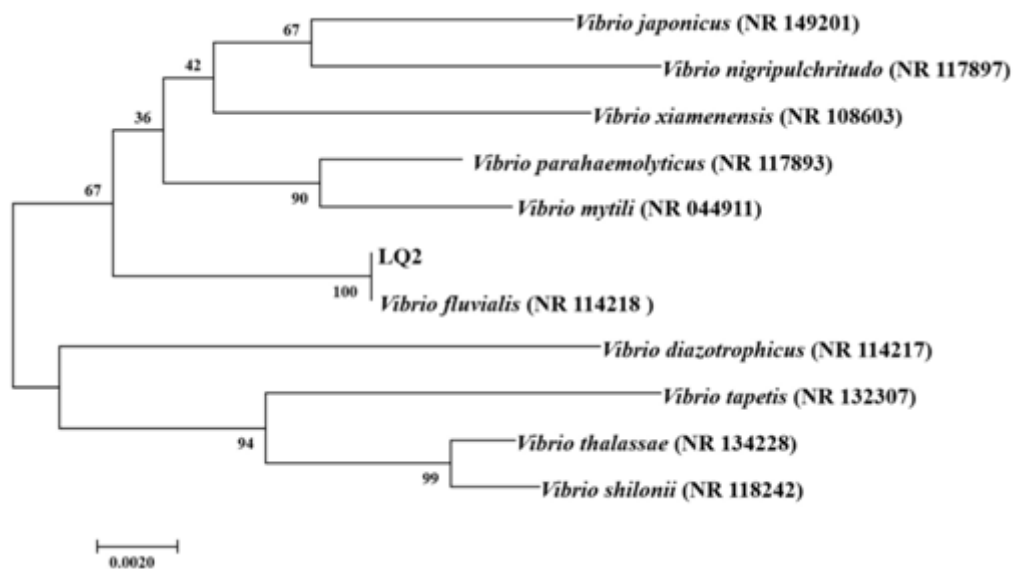 67
Vibrio japonicus (NR 149201)
Vibrio nigripulchritudo (NR 117897)
42
Vibrio xiamenensis (NR 108603)
36
Vibrio parahaemolyticus (NR 117893)
90
Vibrio mytili (NR 044911)
67
LQ2
100
Vibrio fluvialis (NR 114218 )
Vibrio diazotrophicus (NR 114217)
Vibrio tapetis (NR 132307)
94
Vibrio thalassae (NR 134228)
99
Vibrio shilonii (NR 118242)
0.0020